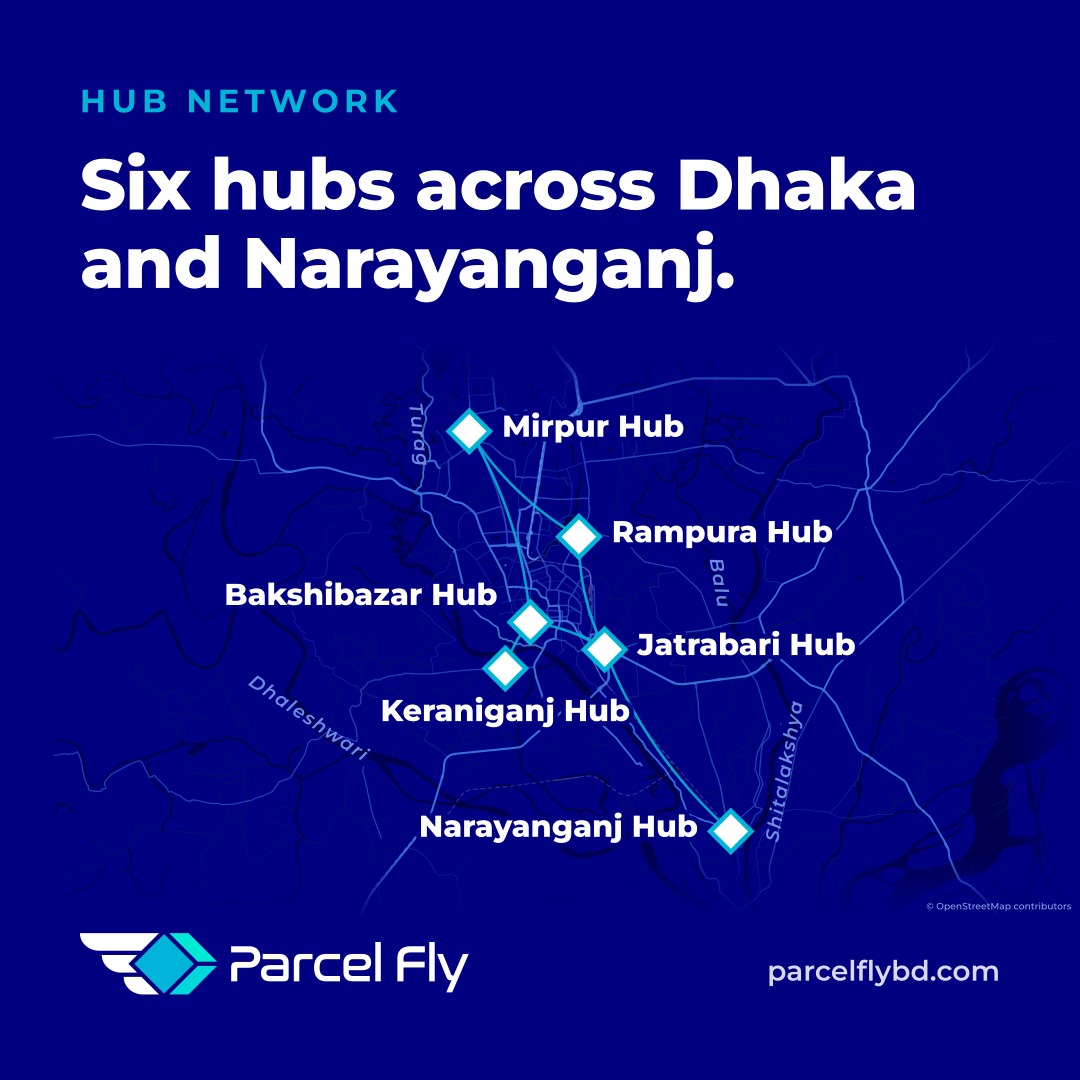 HUB NETWORK
Six hubs across Dhaka
and Narayanganj.
Turag
Mirpur Hub
Rampura Hub
Balu
Bakshibazar Hub
Jatrabari Hub
Keraniganj Hub
Dhaleshwari
Shitalakshya
Narayanganj Hub
© OpenStreetMap contributors
Parcel Fly
parcelflybd.com